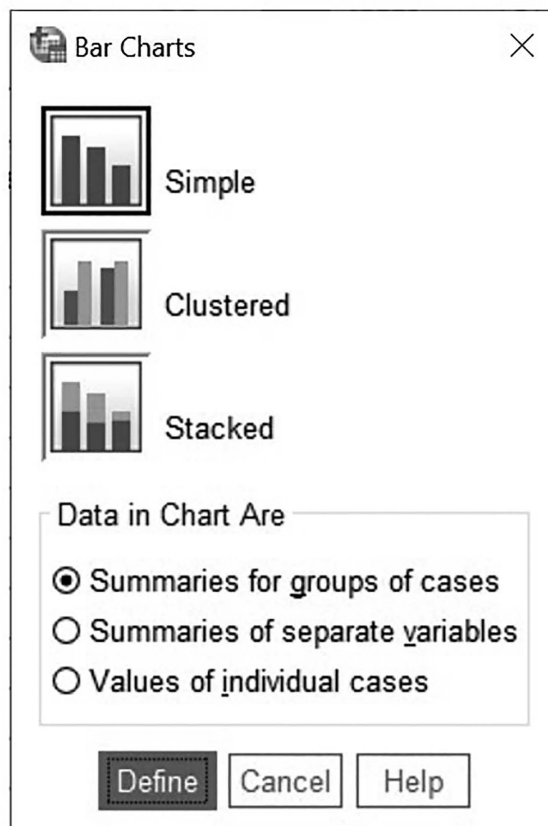 Bar Charts
Simple
Clustered
Stacked
Data in Chart Are
Summaries for groups of cases
Summaries of separate variables
Values of individual cases
Define Cancel Help